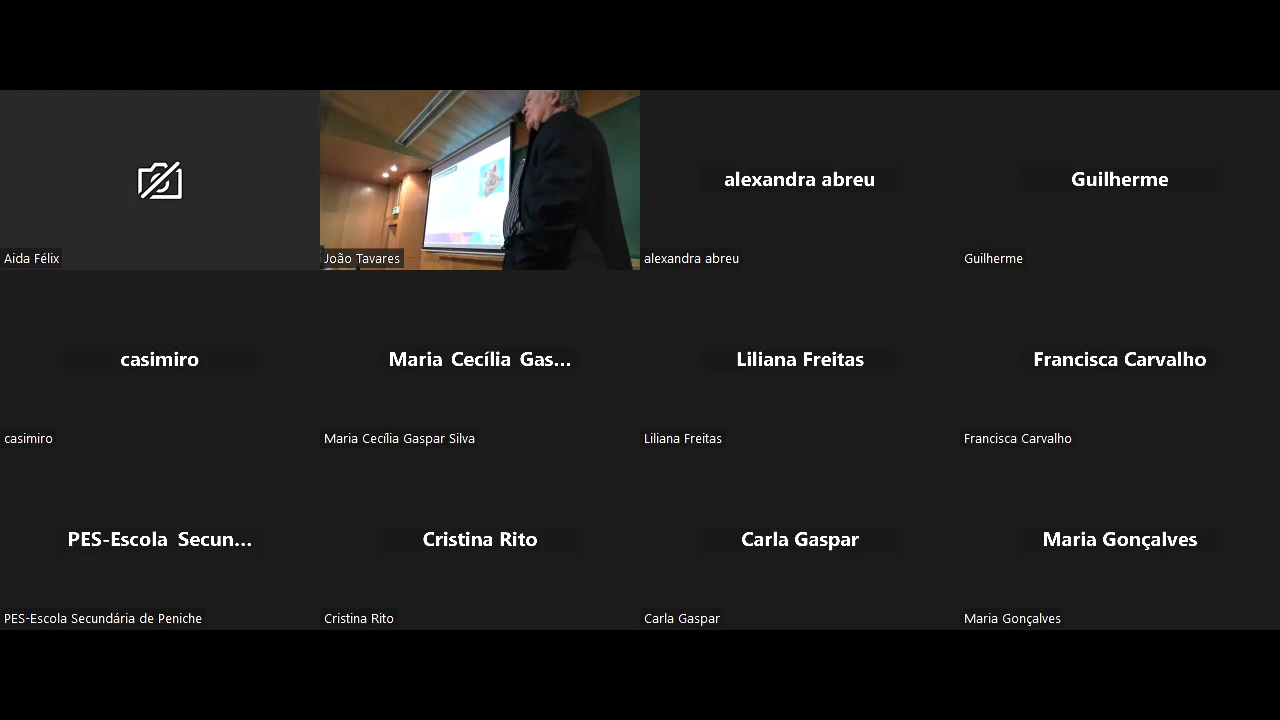 Aida Félix
João Tavares
alexandra abreu
alexandra abreu
Guilherme
Guilherme
casimiro
casimiro
Maria Cecília Gas...
Maria Cecília Gaspar Silva
Liliana Freitas
Liliana Freitas
Francisca Carvalho
Francisca Carvalho
PES-Escola Secun...
PES-Escola Secundária de Peniche
Cristina Rito
Cristina Rito
Carla Gaspar
Carla Gaspar
Maria Gonçalves
Maria Gonçalves